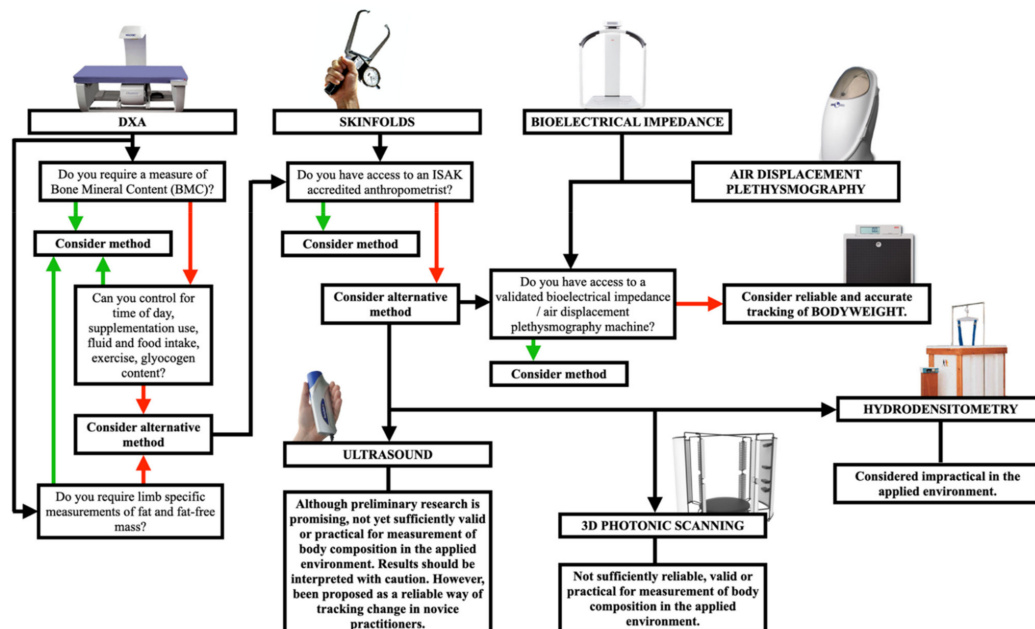 DXA
Do you require a measure of
Bone Mineral Content (BMC)?
Consider method
Can you control for
time of day,
supplementation use,
fluid and food intake,
exercise, glyocogen
content?
Consider alternative
method
Do you require limb specific
measurements of fat and fat-free
mass?
SKINFOLDS
Do you have access to an ISAK
accredited anthropometrist?
Consider method
Consider alternative
method
BIOELECTRICAL IMPEDANCE
AIR DISPLACEMENT
PLETHYSMOGRAPHY
Do you have access to a
validated bioelectrical impedance
/ air displacement
plethysmography machine?
Consider method
Consider reliable and accurate
tracking of BODYWEIGHT.
ULTRASOUND
Although preliminary research is
promising, not yet sufficiently valid
or practical for measurement of
body composition in the applied
environment. Results should be
interpreted with caution. However,
been proposed as a reliable way of
tracking change in novice
practitioners.
3D PHOTONIC SCANNING
Not sufficiently reliable, valid or
practical for measurement of body
composition in the applied
environment.
HYDRODENSITOMETRY
Considered impractical in the
applied environment.